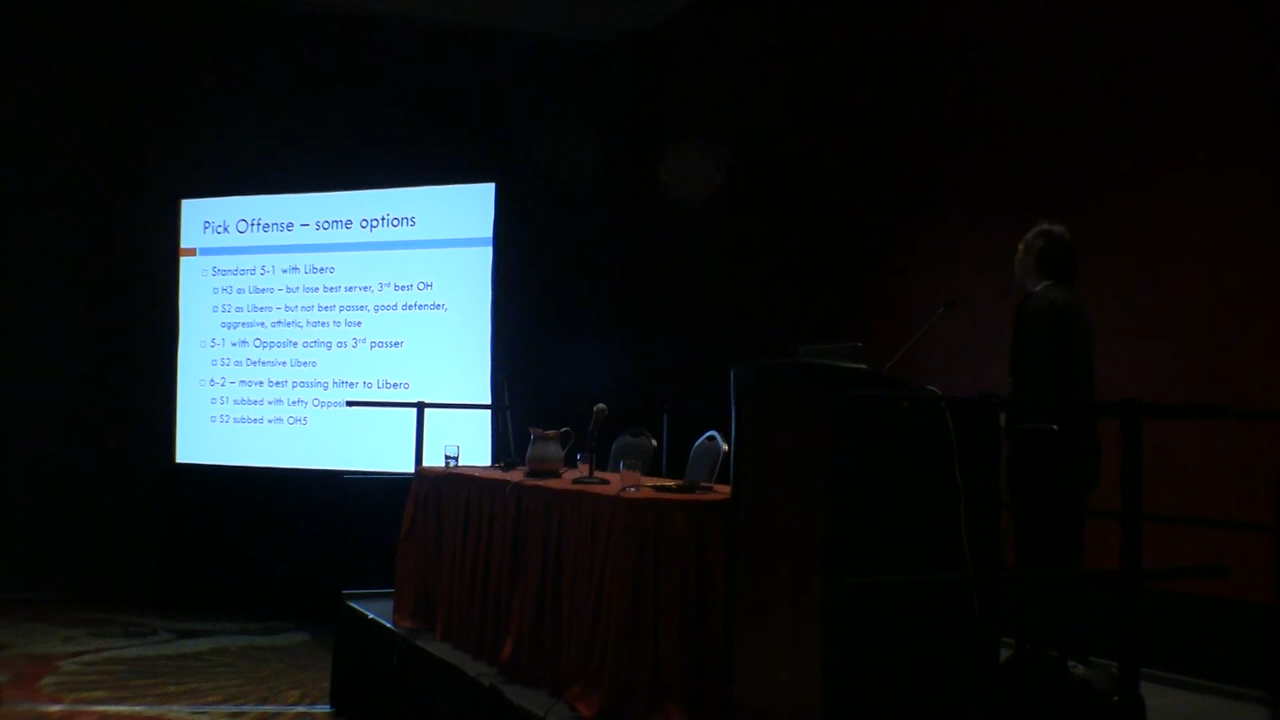 Pick Offense – some options
Standard 5-1 with Libero
H3 as Libero – but lose best server, 3rd best OH
S2 as Libero – but not best passer, good defender,
aggressive, athletic, hates to lose
5-1 with Opposite acting as 3rd passer
S2 as Defensive Libero
6-2 – move best passing hitter to Libero
S1 subbed with Lefty
S2 subbed with OH5